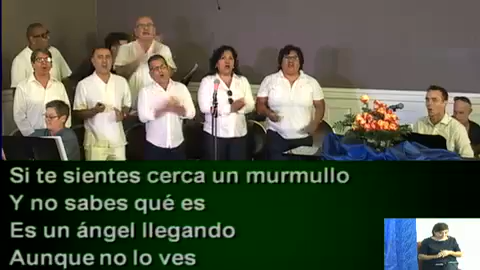 Si te sientes cerca un murmullo
Y no sabes qué es
Es un ángel llegando
Aunque no lo ves